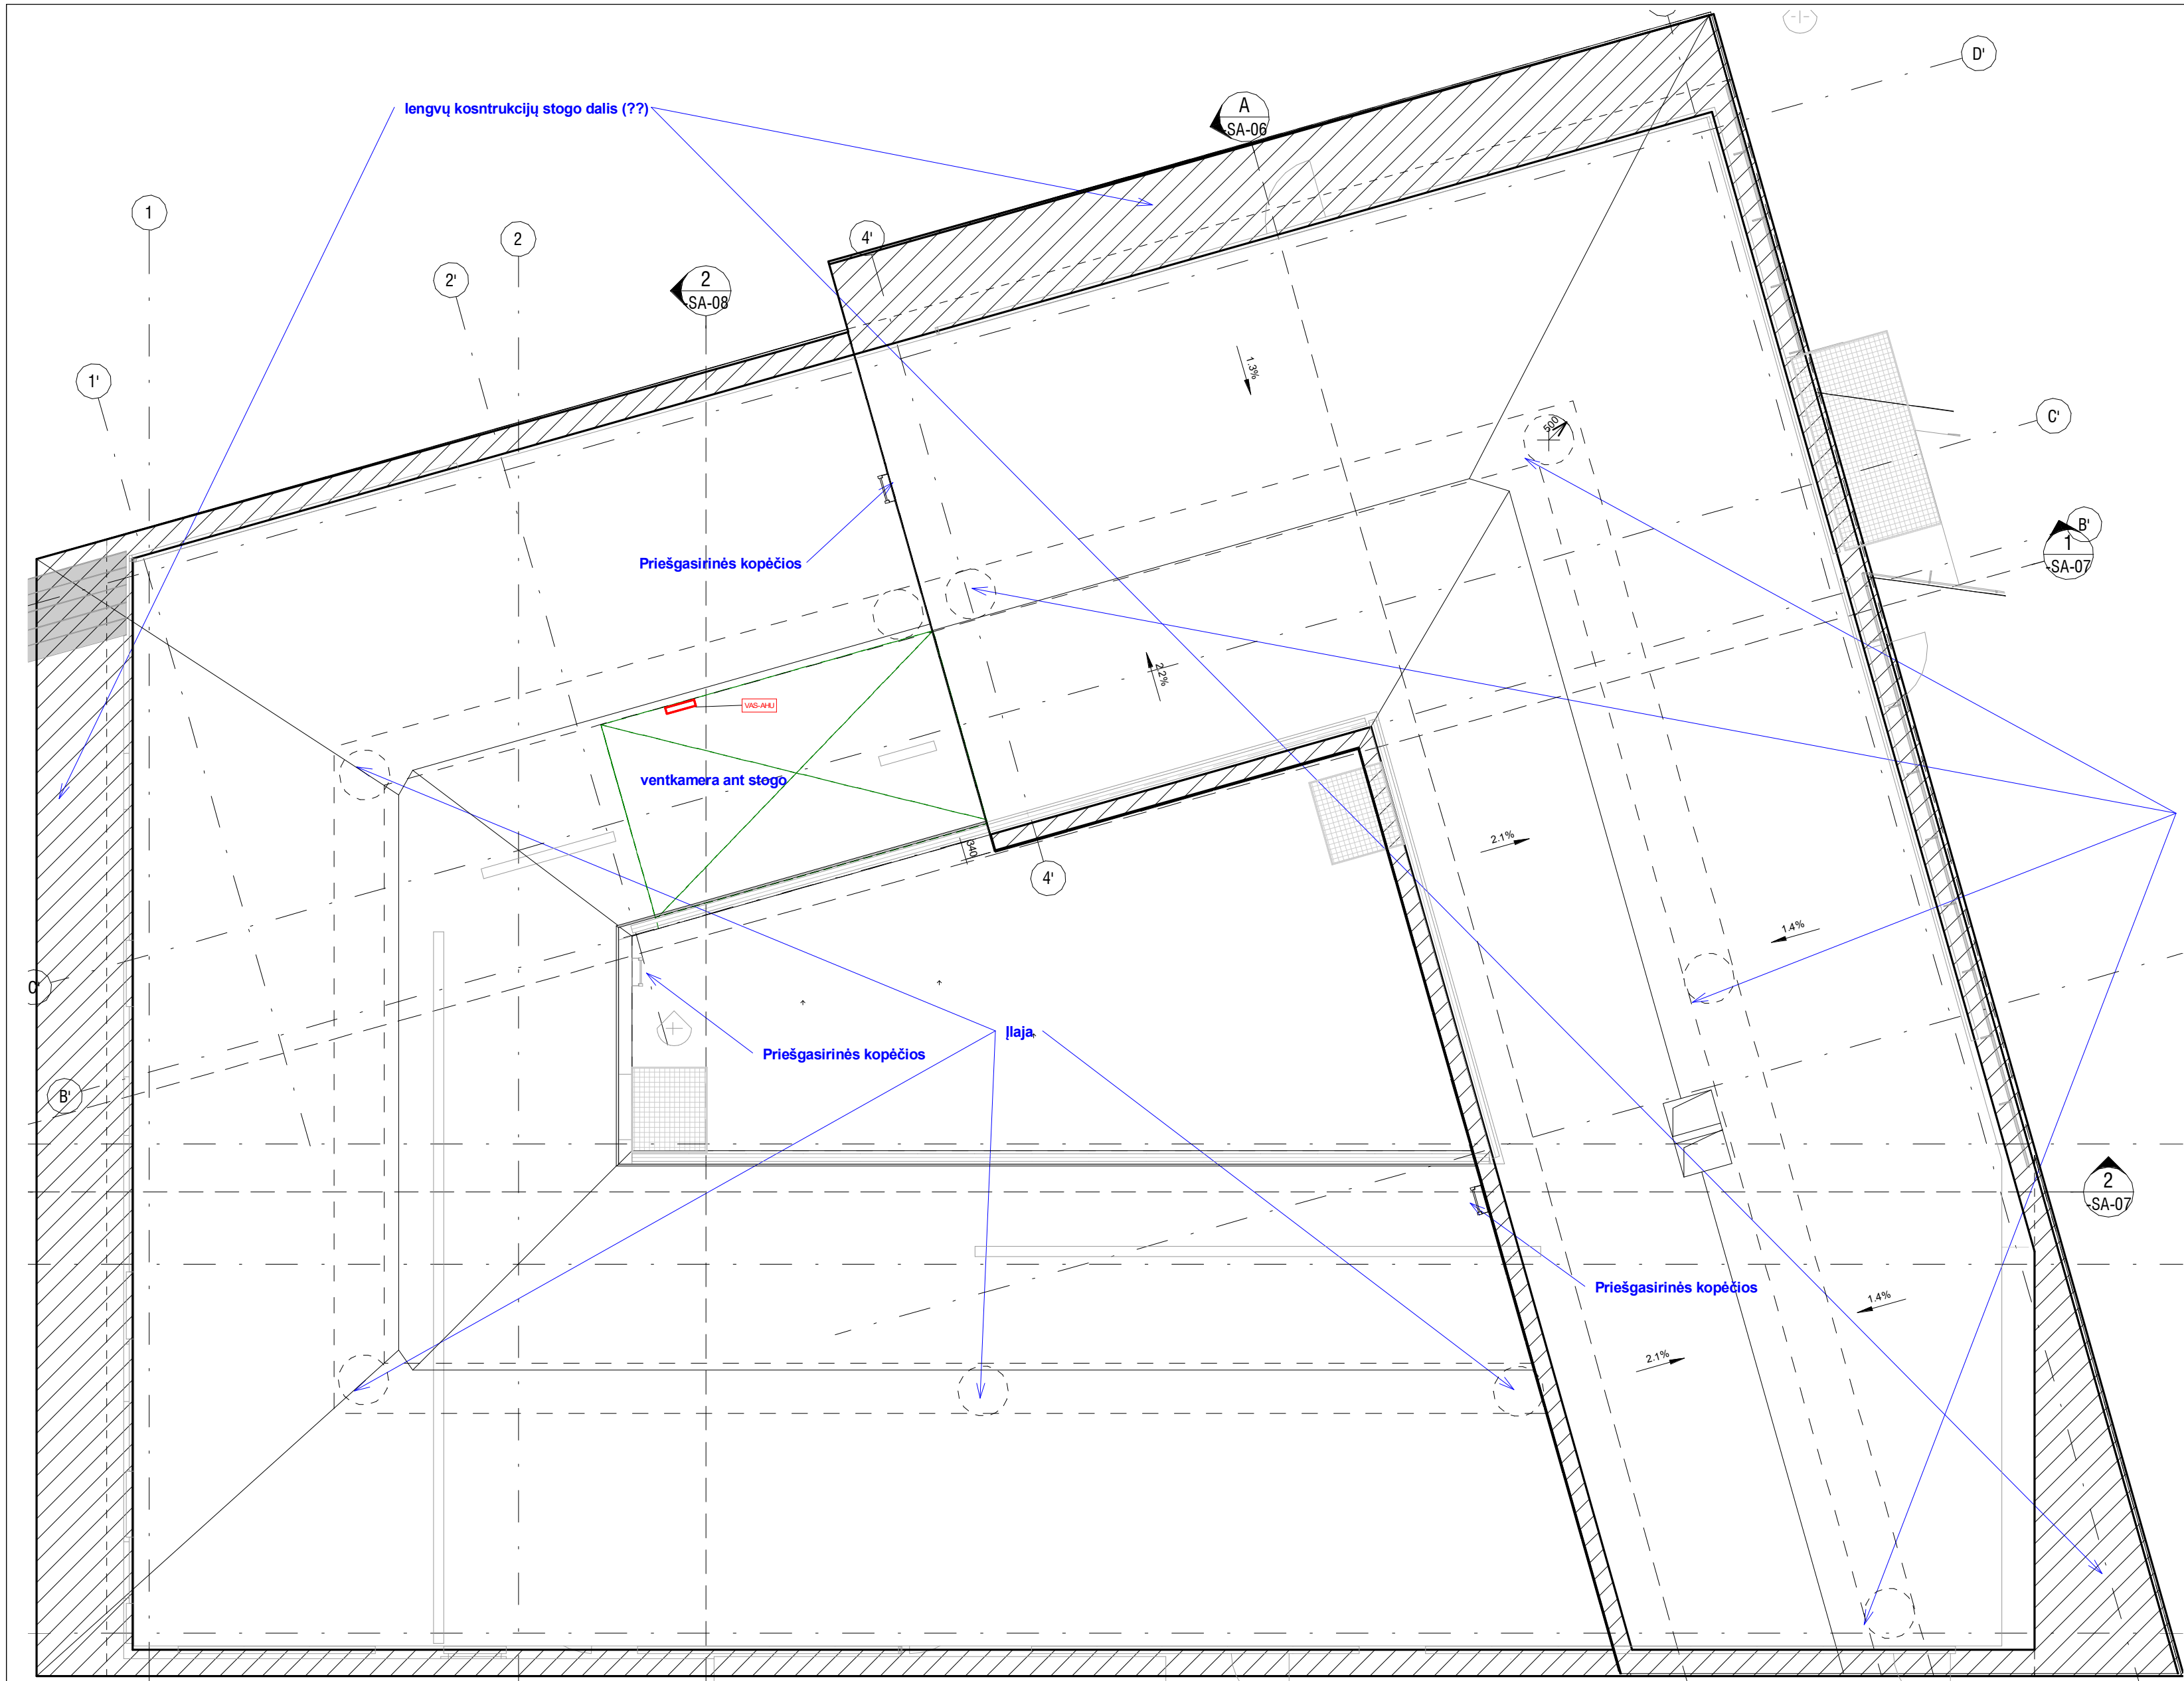 D'
lengvų kosntrukcijų stogo dalis (??)
A
-SA-06
1
2
4'
2'
2
-SA-08
1'
1.3%
C'
500
B'
1
-SA-07
Priešgasirinės kopėčios
2.2%
VAS-AHU
ventkamera ant stogo
2.1%
340
4'
1.4%
C'
Įlaja
Priešgasirinės kopėčios
B'
2
-SA-07
Priešgasirinės kopėčios
1.4%
2.1%